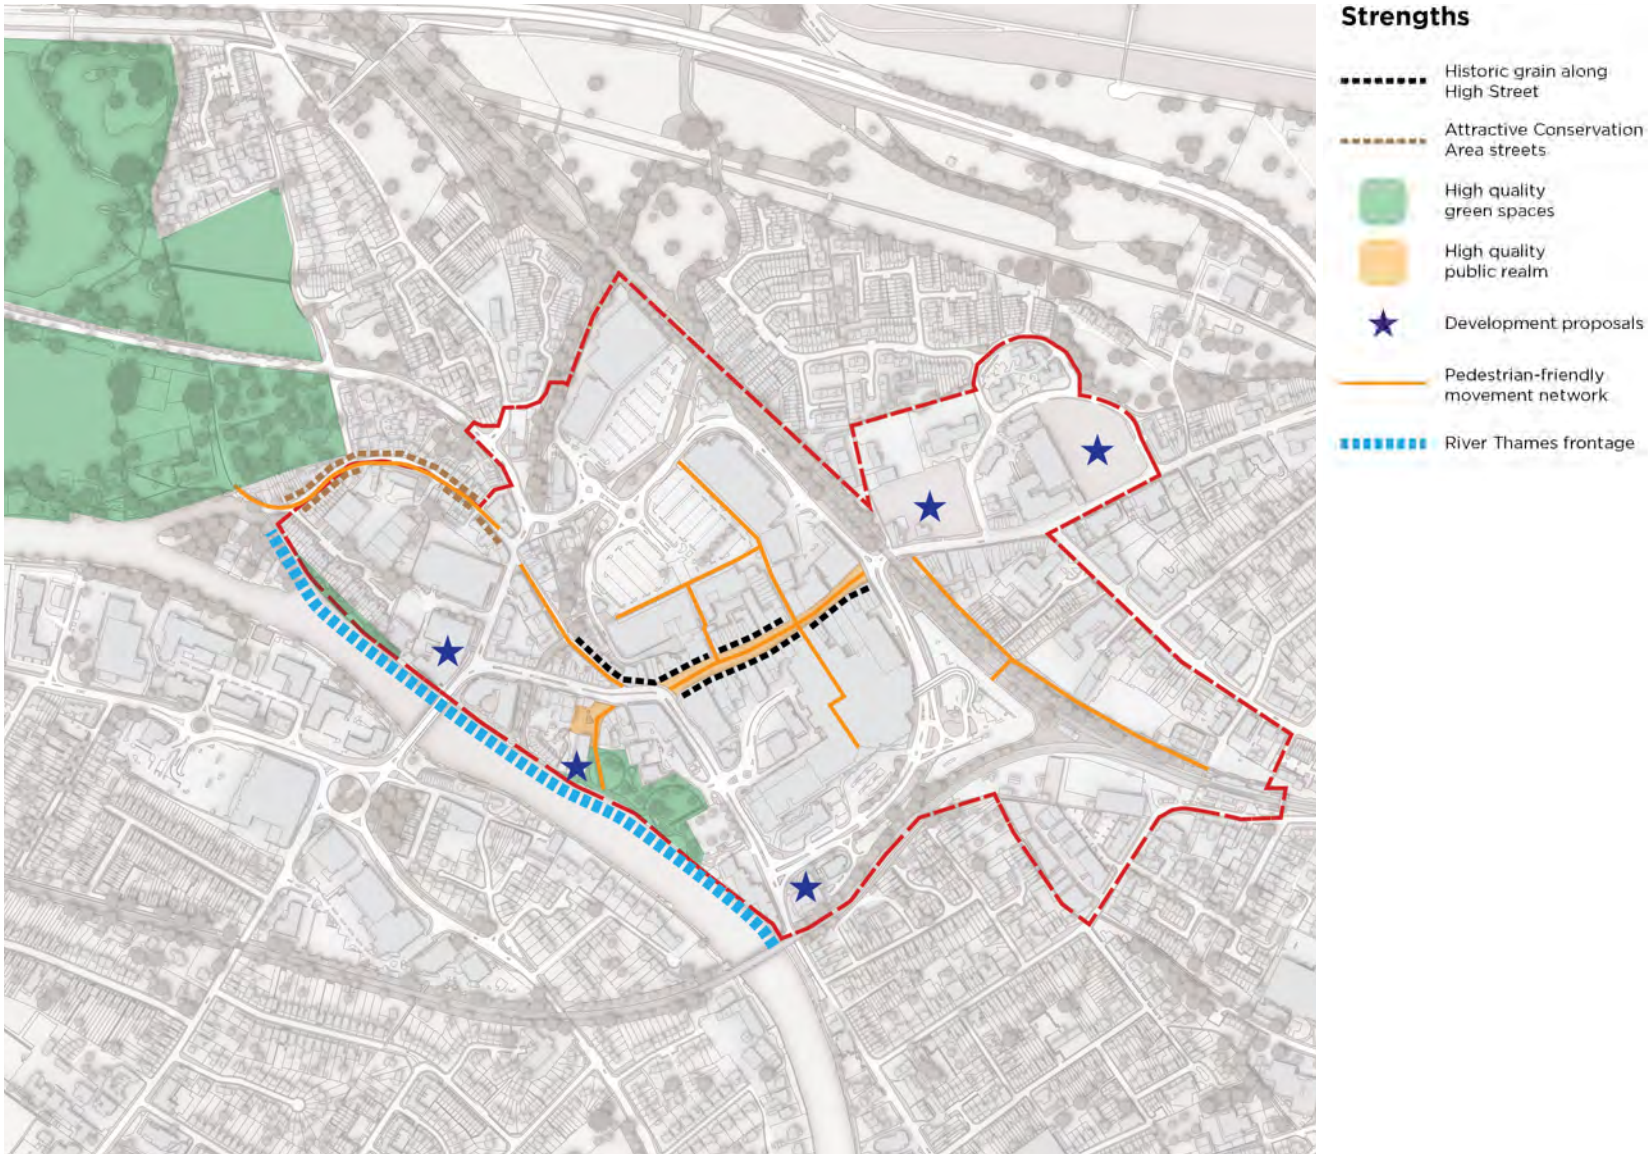 Strengths
Historic grain along
High Street
Attractive Conservation
Area streets
High quality
green spaces
High quality
public realm
Development proposals
Pedestrian-friendly
movement network
River Thames frontage